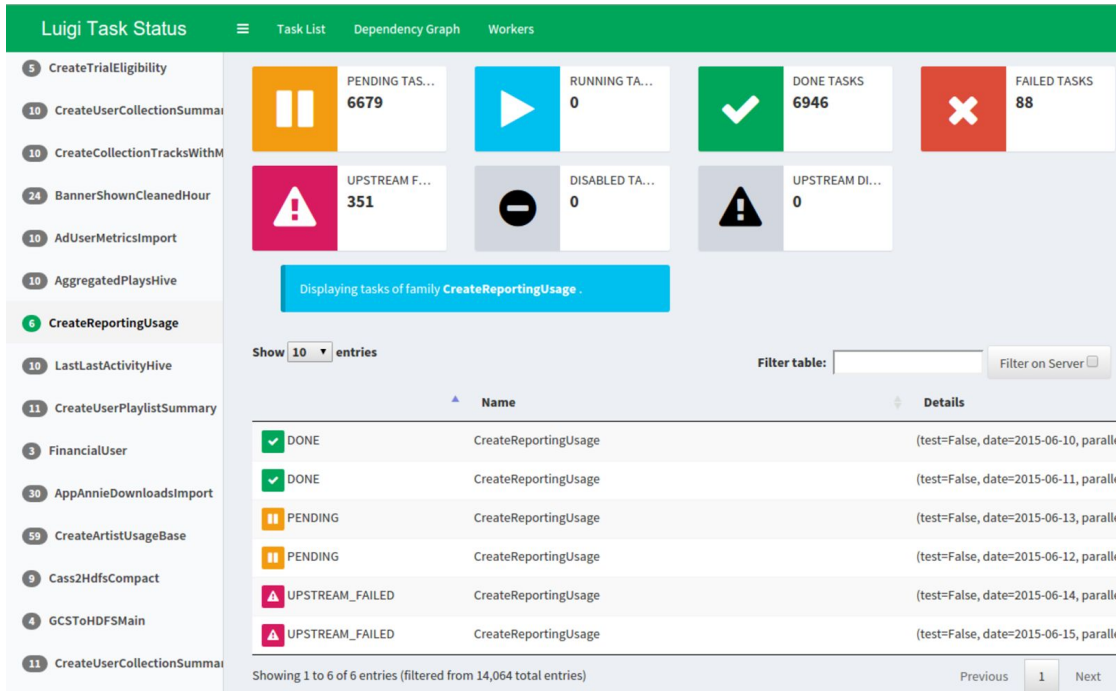 Luigi Task Status
Task List Dependency Graph Workers
5 CreateTrialEligibility
10 CreateUserCollectionSummar
10 CreateCollectionTracksWithM
24 BannerShownCleanedHour
10 AdUserMetricsImport
10 AggregatedPlaysHive
6 CreateReportingUsage
10 LastLastActivityHive
11 CreateUserPlaylistSummary
3 FinancialUser
30 AppAnnieDownloadsImport
59 CreateArtistUsageBase
9 Cass2HdfsCompact
4 GCSToHDFSMain
11 CreateUserCollectionSummar
PENDING TAS...
6679
RUNNING TA...
0
DONE TASKS
6946
FAILED TASKS
88
UPSTREAM F...
351
DISABLED TA...
0
UPSTREAM DI...
0
Displaying tasks of family CreateReportingUsage .
Show 10 entries
Filter table: Filter on Server
Name Details
DONE CreateReportingUsage (test=False, date=2015-06-10, paralle
DONE CreateReportingUsage (test=False, date=2015-06-11, paralle
PENDING CreateReportingUsage (test=False, date=2015-06-13, paralle
PENDING CreateReportingUsage (test=False, date=2015-06-12, paralle
UPSTREAM_FAILED CreateReportingUsage (test=False, date=2015-06-14, paralle
UPSTREAM_FAILED CreateReportingUsage (test=False, date=2015-06-15, paralle
Showing 1 to 6 of 6 entries (filtered from 14,064 total entries)
Previous 1 Next